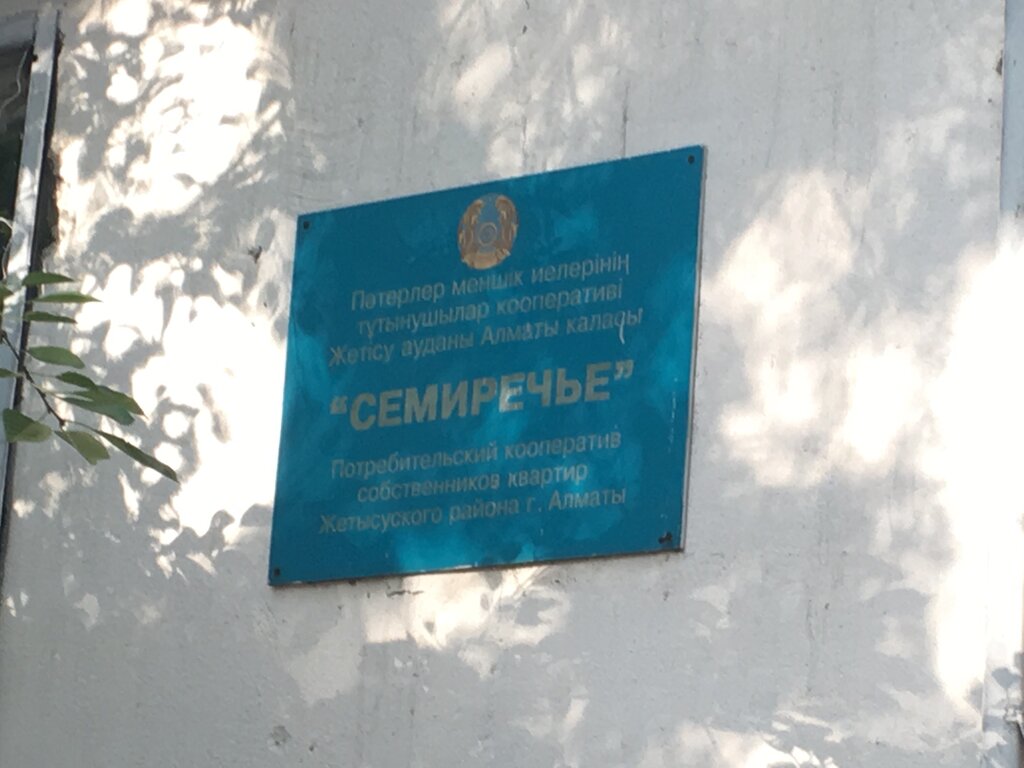 Пәтерлер меншік иелерінің
тұтынушылар кооперативі
Жетісу ауданы Алматы қаласы
“СЕМИРЕЧЬЕ”
Потребительский кооператив
собственников квартир
Жетысуского района г. Алматы